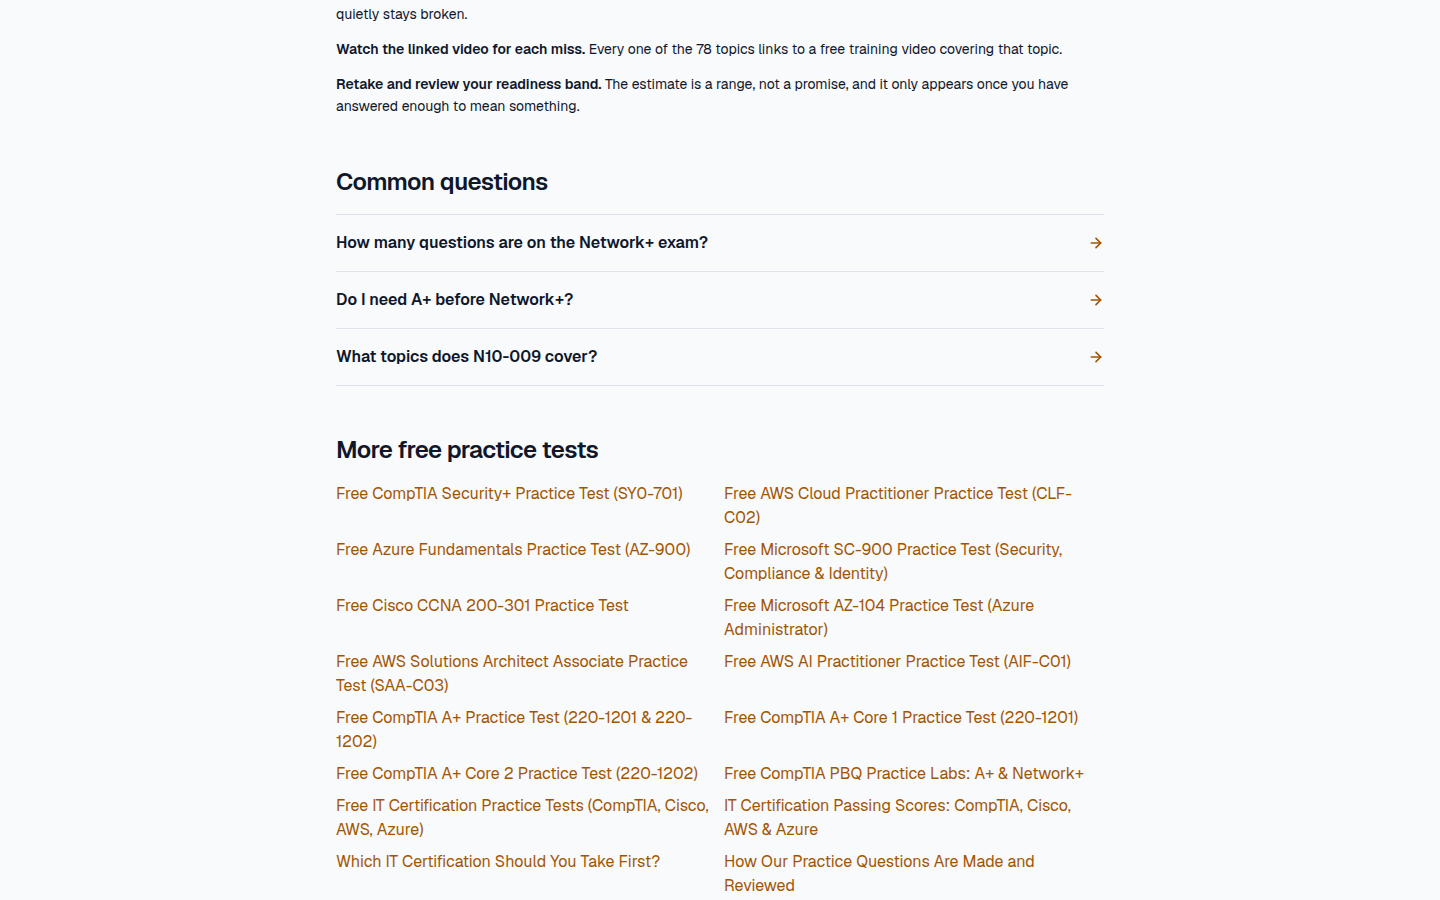 quietly stays broken.
Watch the linked video for each miss. Every one of the 78 topics links to a free training video covering that topic.
Retake and review your readiness band. The estimate is a range, not a promise, and it only appears once you have
answered enough to mean something.
Common questions
How many questions are on the Network+ exam?
Do I need A+ before Network+?
What topics does N10-009 cover?
More free practice tests
Free CompTIA Security+ Practice Test (SY0-701)
Free AWS Cloud Practitioner Practice Test (CLF-
C02)
Free Azure Fundamentals Practice Test (AZ-900)
Free Microsoft SC-900 Practice Test (Security,
Compliance & Identity)
Free Cisco CCNA 200-301 Practice Test
Free Microsoft AZ-104 Practice Test (Azure
Administrator)
Free AWS Solutions Architect Associate Practice
Test (SAA-C03)
Free AWS AI Practitioner Practice Test (AIF-C01)
Free CompTIA A+ Practice Test (220-1201 & 220-
1202)
Free CompTIA A+ Core 1 Practice Test (220-1201)
Free CompTIA A+ Core 2 Practice Test (220-1202)
Free CompTIA PBQ Practice Labs: A+ & Network+
Free IT Certification Practice Tests (CompTIA, Cisco,
AWS, Azure)
IT Certification Passing Scores: CompTIA, Cisco,
AWS & Azure
Which IT Certification Should You Take First?
How Our Practice Questions Are Made and
Reviewed